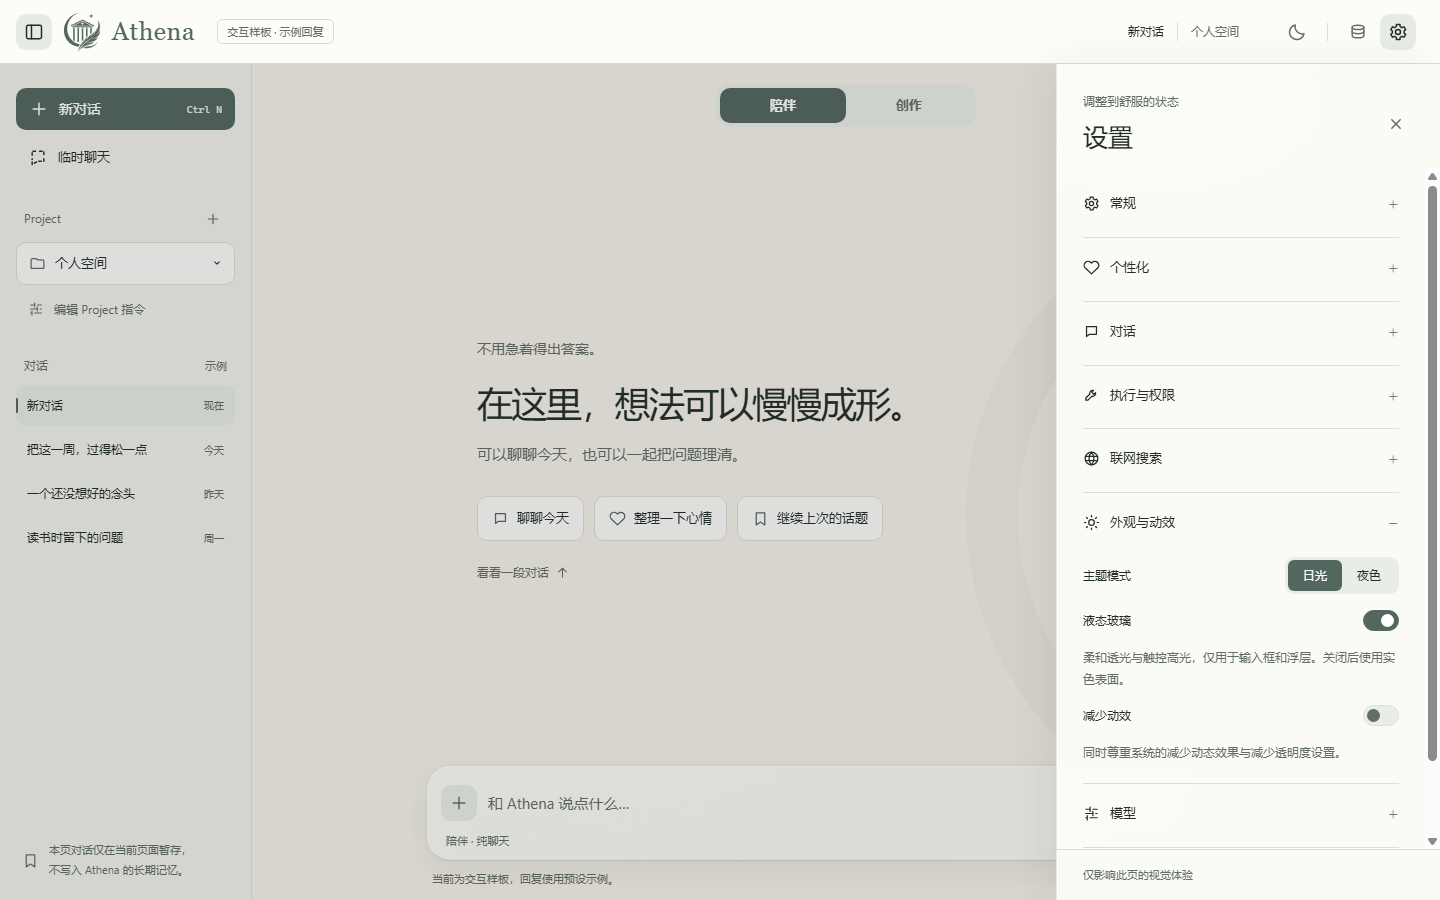 Athena
交互样板 · 示例回复
新对话
个人空间
新对话
Ctrl N
临时聊天
Project
个人空间
编辑 Project 指令
对话
示例
新对话
现在
把这一周，过得松一点
今天
一个还没想好的念头
昨天
读书时留下的问题
周一
本页对话仅在当前页面暂存，
不写入 Athena 的长期记忆。
陪伴
创作
不用急着得出答案。
在这里，想法可以慢慢成形。
可以聊聊今天，也可以一起把问题理清。
聊聊今天
整理一下心情
继续上次的话题
看看一段对话 ↑
和 Athena 说点什么...
陪伴 · 纯聊天
当前为交互样板，回复使用预设示例。
调整到舒服的状态
设置
常规
个性化
对话
执行与权限
联网搜索
外观与动效
主题模式
日光
夜色
液态玻璃
柔和透光与触控高光，仅用于输入框和浮层。关闭后使用实
色表面。
减少动效
同时尊重系统的减少动态效果与减少透明度设置。
模型
仅影响此页的视觉体验